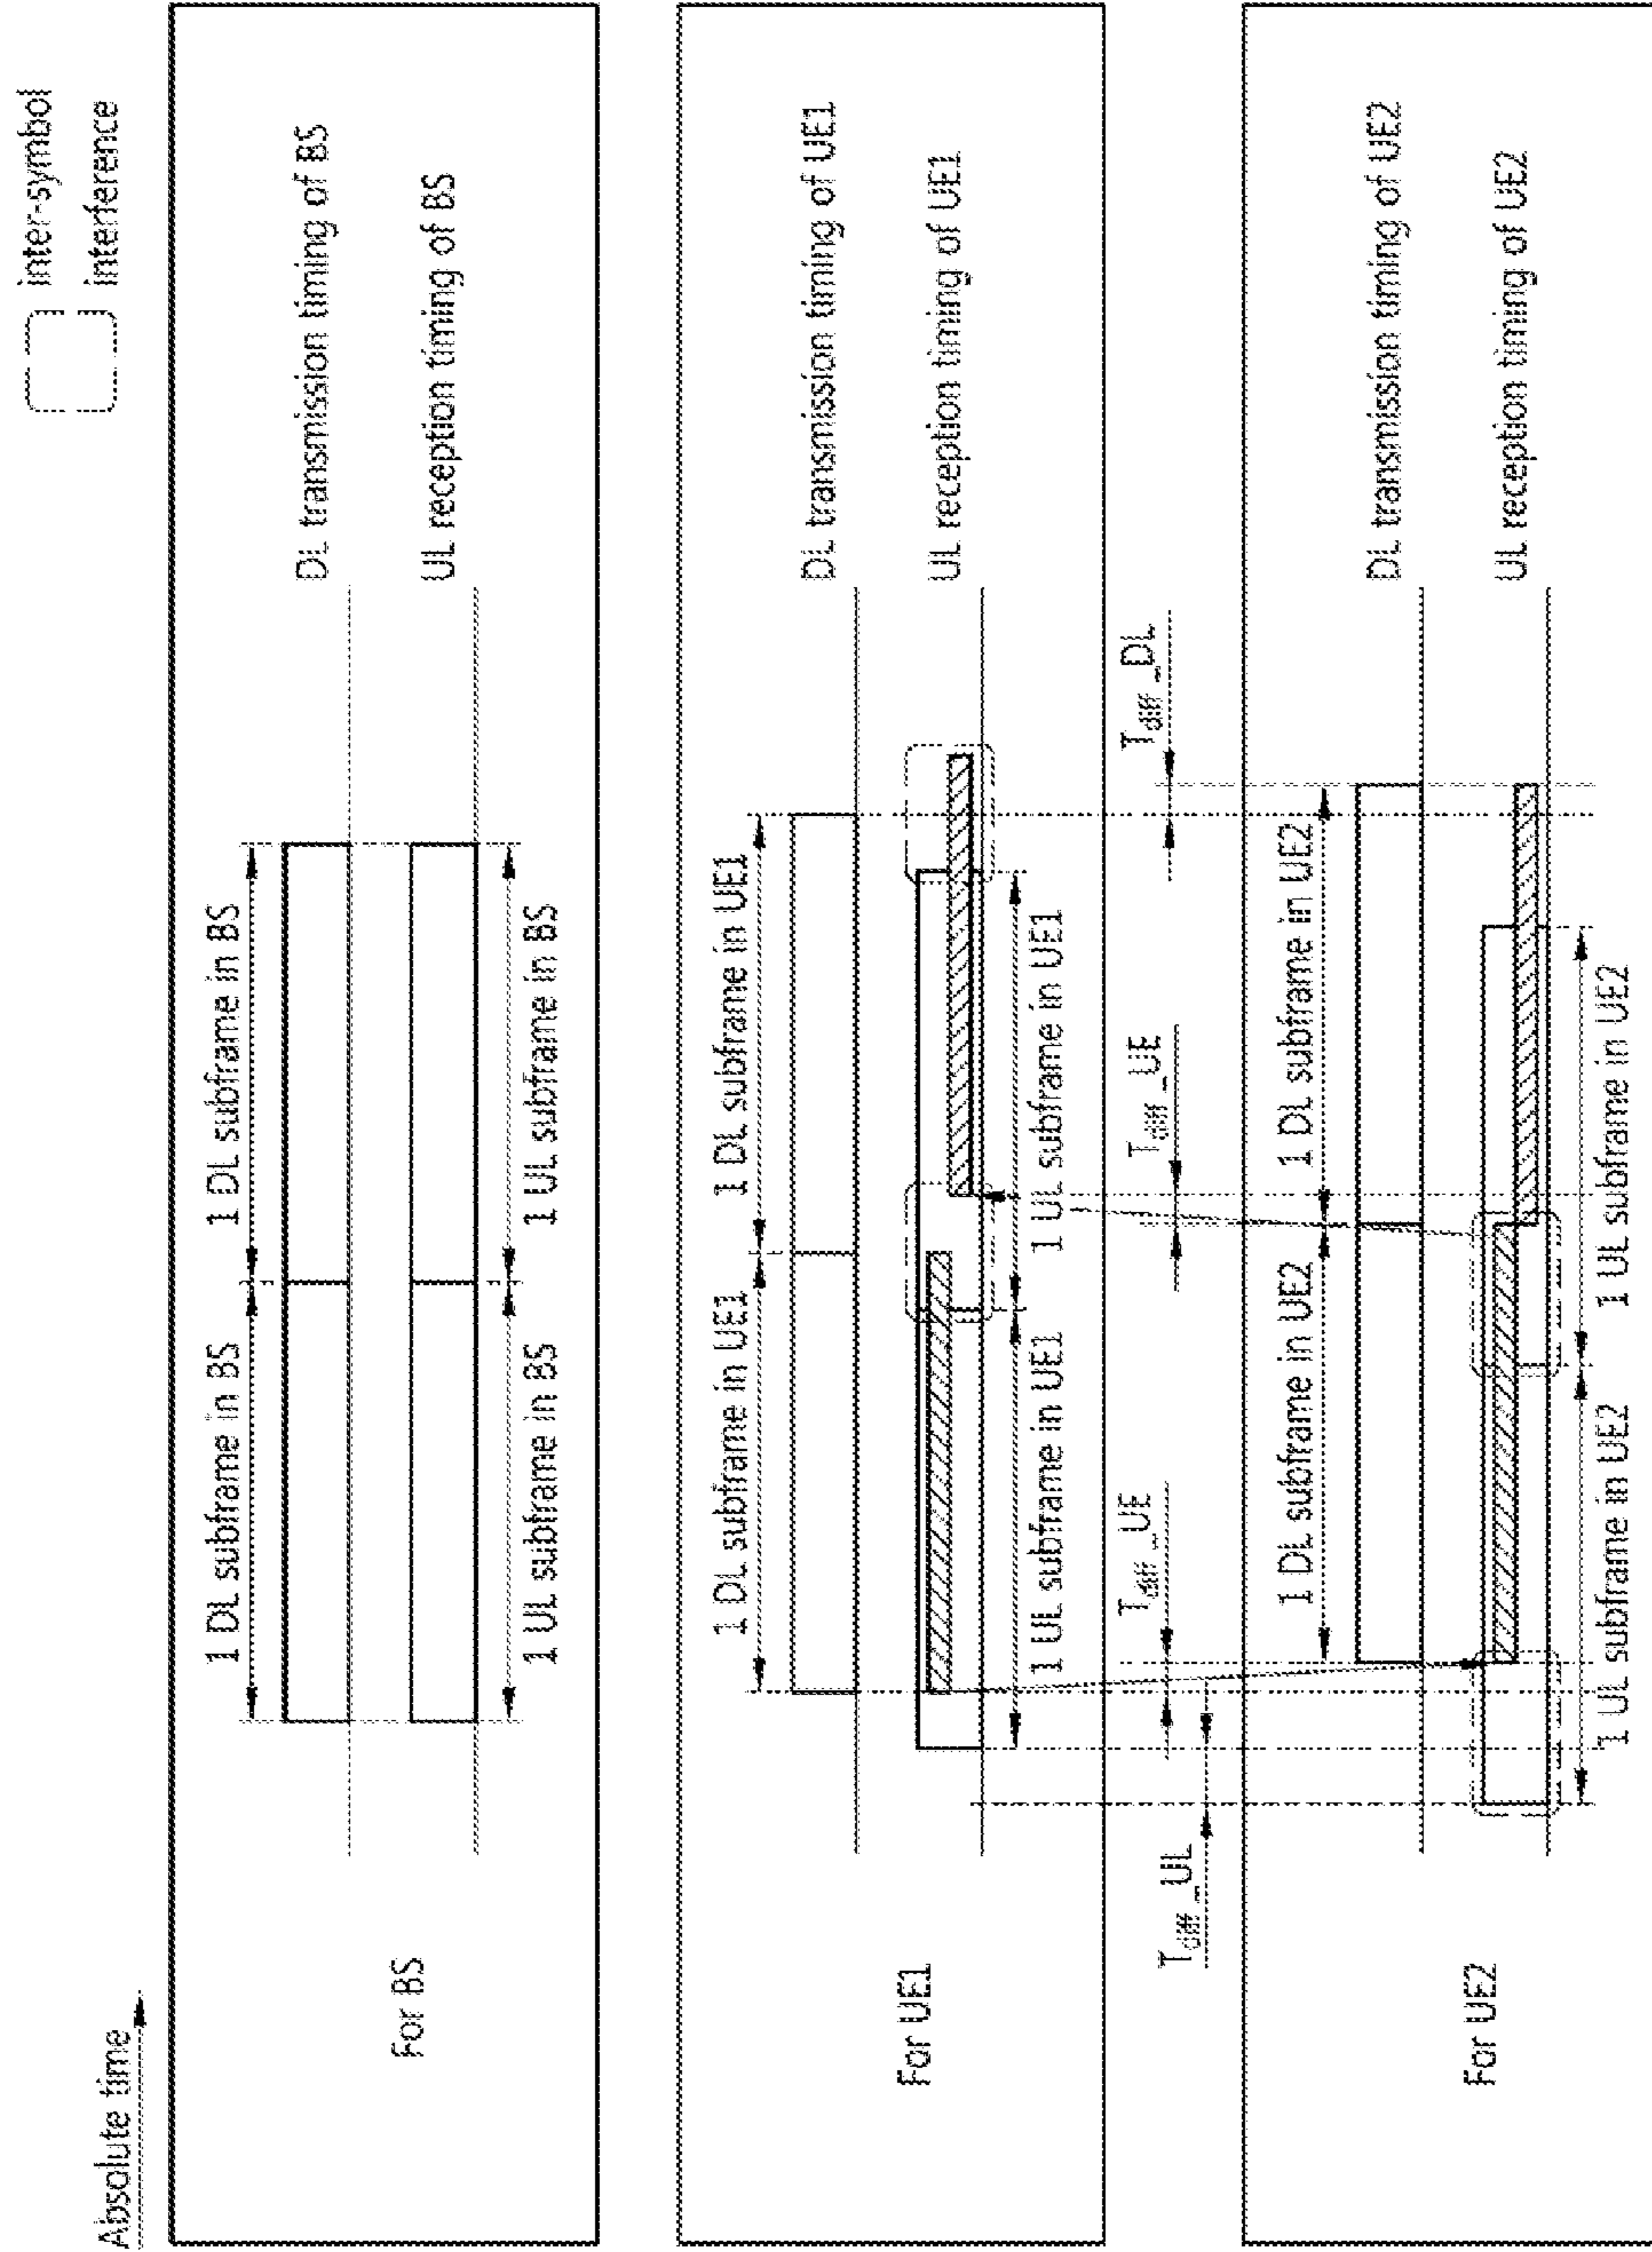 Absolute time
inter-symbol
interference
For BS
1 DL subframe in BS
1 DL subframe in BS
DL transmission timing of BS
UL reception timing of BS
1 UL subframe in BS
1 UL subframe in BS
For UE1
1 DL subframe in UE1
1 DL subframe in UE1
DL transmission timing of UE1
UL reception timing of UE1
1 UL subframe in UE1
1 UL subframe in UE1
Tdiff_UL
Tdiff_UE
Tdiff_UE
Tdiff_DL
For UE2
1 DL subframe in UE2
1 DL subframe in UE2
DL transmission timing of UE2
UL reception timing of UE2
1 UL subframe in UE2
1 UL subframe in UE2